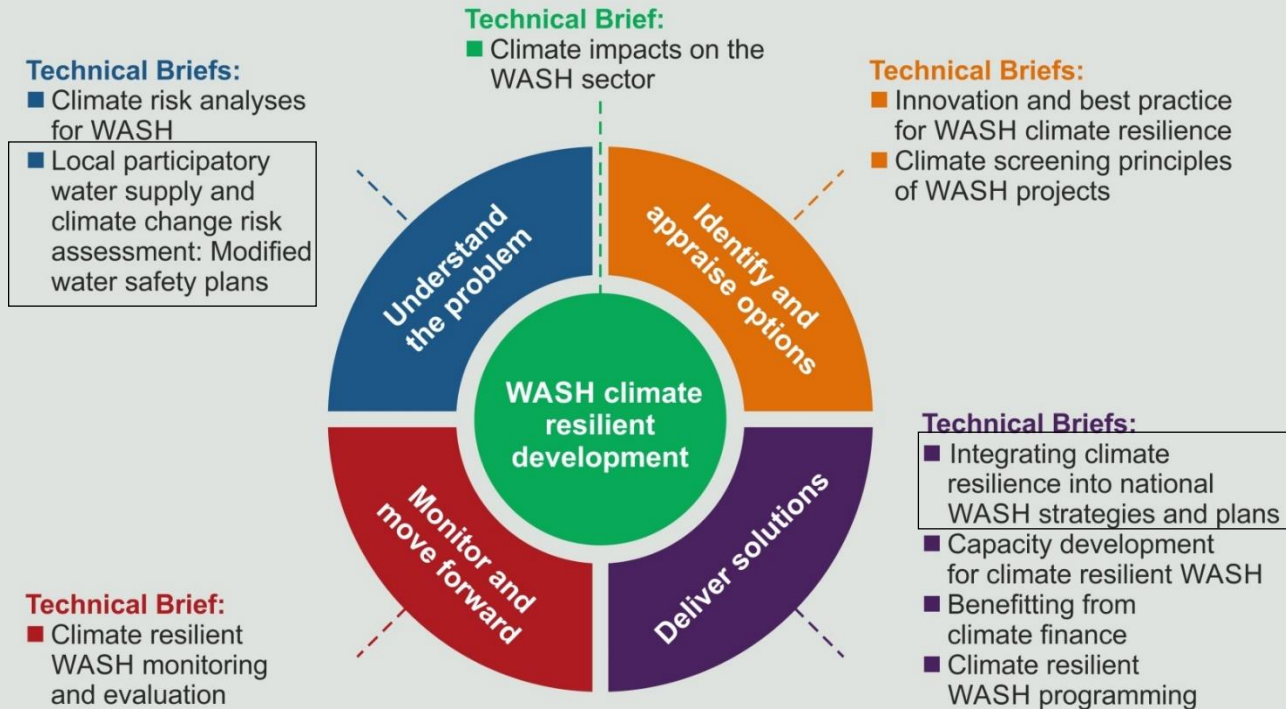 Technical Brief:
■ Climate impacts on the
WASH sector
Technical Briefs:
■ Climate risk analyses
for WASH
■ Local participatory
water supply and
climate change risk
assessment: Modified
water safety plans
Technical Briefs:
■ Innovation and best practice
for WASH climate resilience
■ Climate screening principles
of WASH projects
Understand
the problem
Identify and
appraise options
WASH climate
resilient
development
Monitor and
move forward
Deliver solutions
Technical Brief:
■ Climate resilient
WASH monitoring
and evaluation
Technical Briefs:
■ Integrating climate
resilience into national
WASH strategies and plans
■ Capacity development
for climate resilient WASH
■ Benefitting from
climate finance
■ Climate resilient
WASH programming